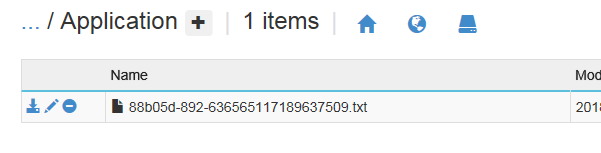 ... / Application + | 1 items |
Name Mod
88b05d-892-636565117189637509.txt 2018